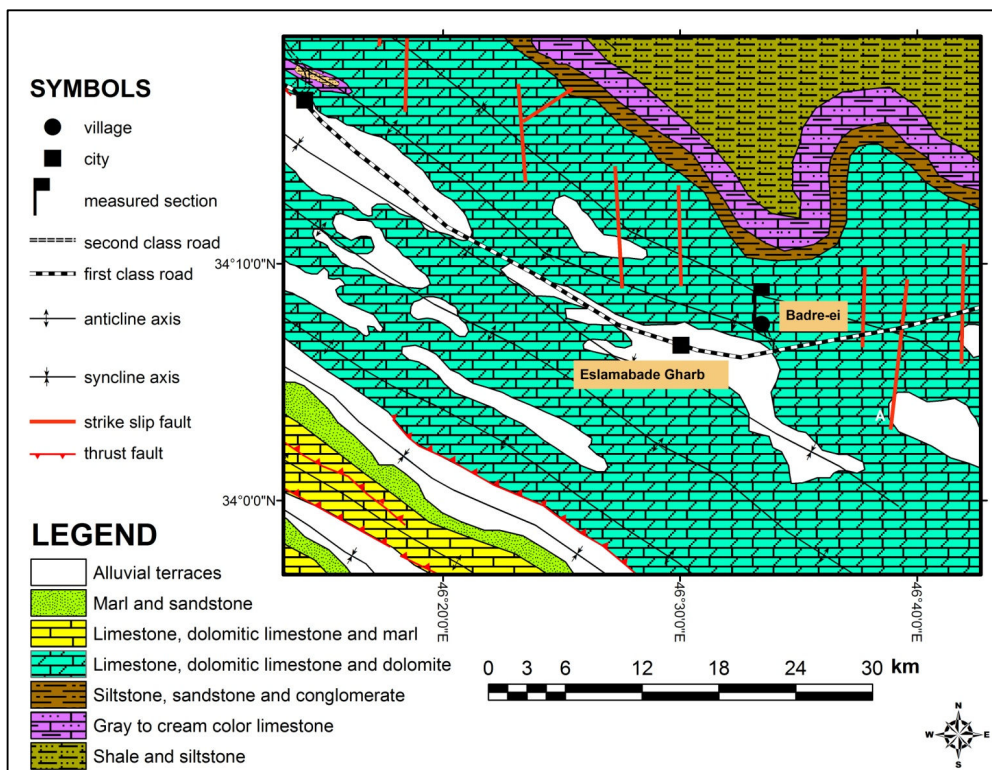 SYMBOLS
village
city
measured section
second class road
first class road
anticline axis
syncline axis
strike slip fault
thrust fault
LEGEND
Alluvial terraces
Marl and sandstone
Limestone, dolomitic limestone and marl
Limestone, dolomitic limestone and dolomite
Siltstone, sandstone and conglomerate
Gray to cream color limestone
Shale and siltstone
34°10'0"N
34°0'0"N
Badre-ei
Eslamabade Gharb
A
46°20'0"E
46°30'0"E
46°40'0"E
0 3 6 12 18 24 30 km
N
W E
S